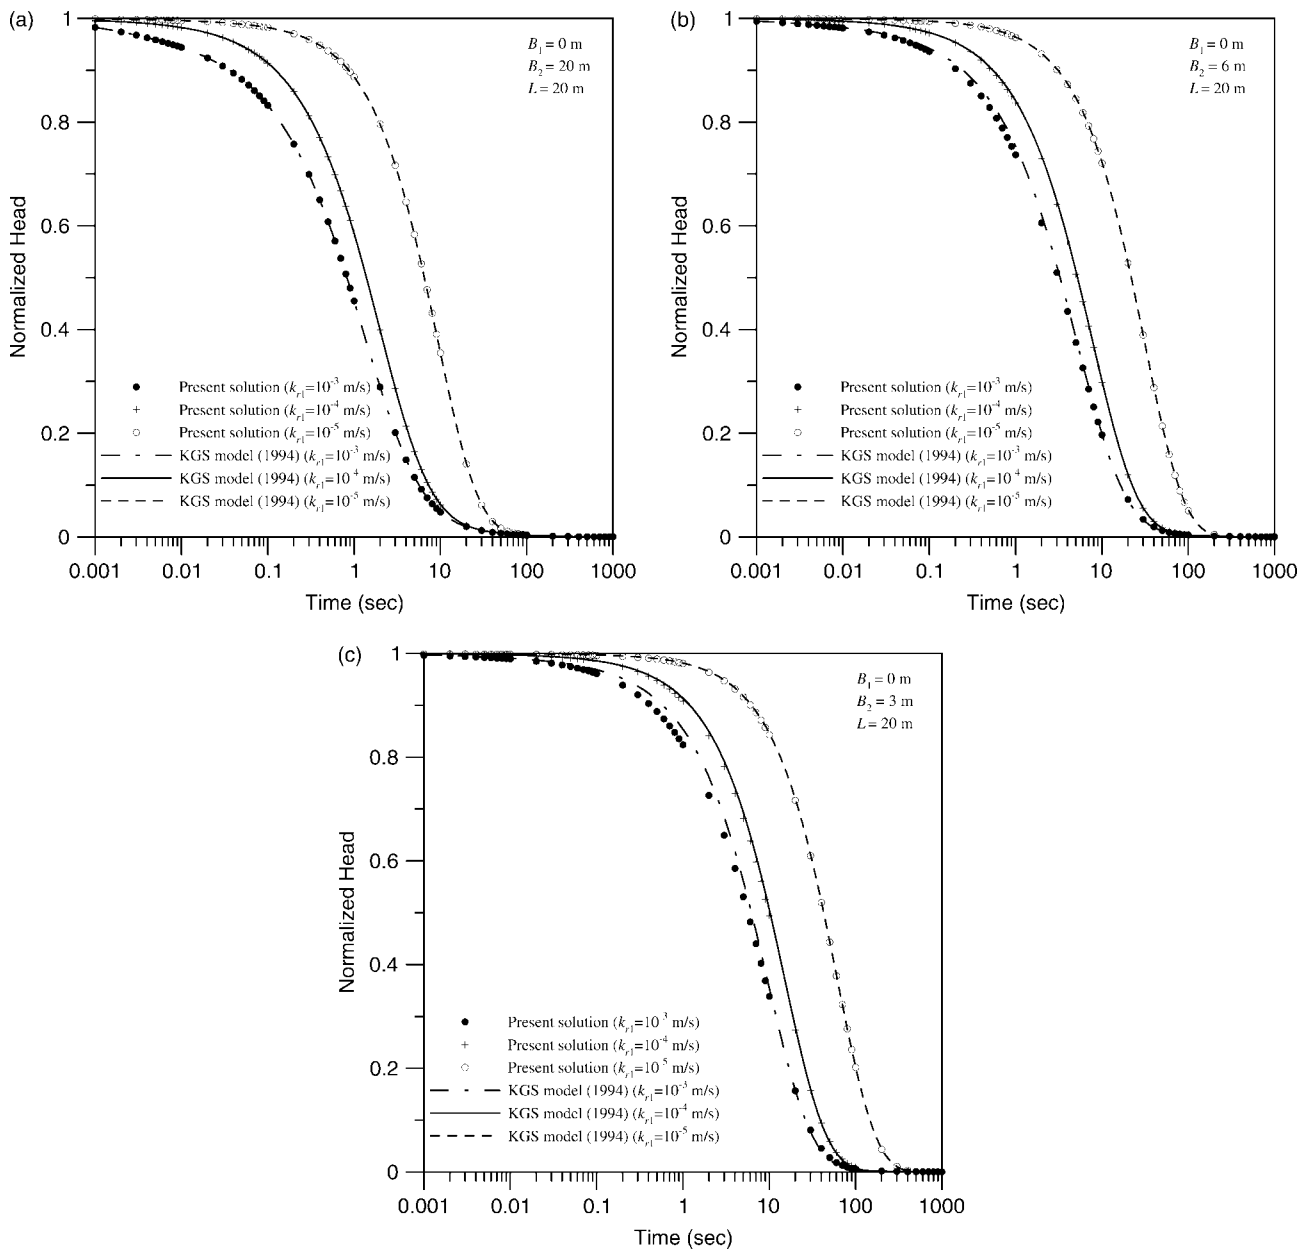 (a)
B₁ = 0 m
B₂ = 20 m
L = 20 m
1
0.8
0.6
0.4
0.2
0
Normalized Head
Present solution (kᵣ₁=10⁻³ m/s)
Present solution (kᵣ₁=10⁻⁴ m/s)
Present solution (kᵣ₁=10⁻⁵ m/s)
KGS model (1994) (kᵣ₁=10⁻³ m/s)
KGS model (1994) (kᵣ₁=10⁻⁴ m/s)
KGS model (1994) (kᵣ₁=10⁻⁵ m/s)
0.001 0.01 0.1 1 10 100 1000
Time (sec)
(b)
B₁ = 0 m
B₂ = 6 m
L = 20 m
1
0.8
0.6
0.4
0.2
0
Normalized Head
Present solution (kᵣ₁=10⁻³ m/s)
Present solution (kᵣ₁=10⁻⁴ m/s)
Present solution (kᵣ₁=10⁻⁵ m/s)
KGS model (1994) (kᵣ₁=10⁻³ m/s)
KGS model (1994) (kᵣ₁=10⁻⁴ m/s)
KGS model (1994) (kᵣ₁=10⁻⁵ m/s)
0.001 0.01 0.1 1 10 100 1000
Time (sec)
(c)
B₁ = 0 m
B₂ = 3 m
L = 20 m
1
0.8
0.6
0.4
0.2
0
Normalized Head
Present solution (kᵣ₁=10⁻³ m/s)
Present solution (kᵣ₁=10⁻⁴ m/s)
Present solution (kᵣ₁=10⁻⁵ m/s)
KGS model (1994) (kᵣ₁=10⁻³ m/s)
KGS model (1994) (kᵣ₁=10⁻⁴ m/s)
KGS model (1994) (kᵣ₁=10⁻⁵ m/s)
0.001 0.01 0.1 1 10 100 1000
Time (sec)